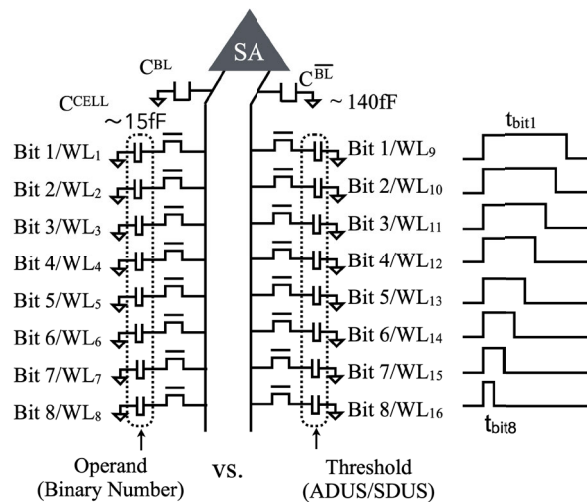 SA
C^BL
C^B̅L̅
C^CELL
~15fF
~140fF
t_bit1
Bit 1/WL₁
Bit 1/WL₉
Bit 2/WL₂
Bit 2/WL₁₀
Bit 3/WL₃
Bit 3/WL₁₁
Bit 4/WL₄
Bit 4/WL₁₂
Bit 5/WL₅
Bit 5/WL₁₃
Bit 6/WL₆
Bit 6/WL₁₄
Bit 7/WL₇
Bit 7/WL₁₅
Bit 8/WL₈
Bit 8/WL₁₆
t_bit8
Operand
(Binary Number)
vs.
Threshold
(ADUS/SDUS)